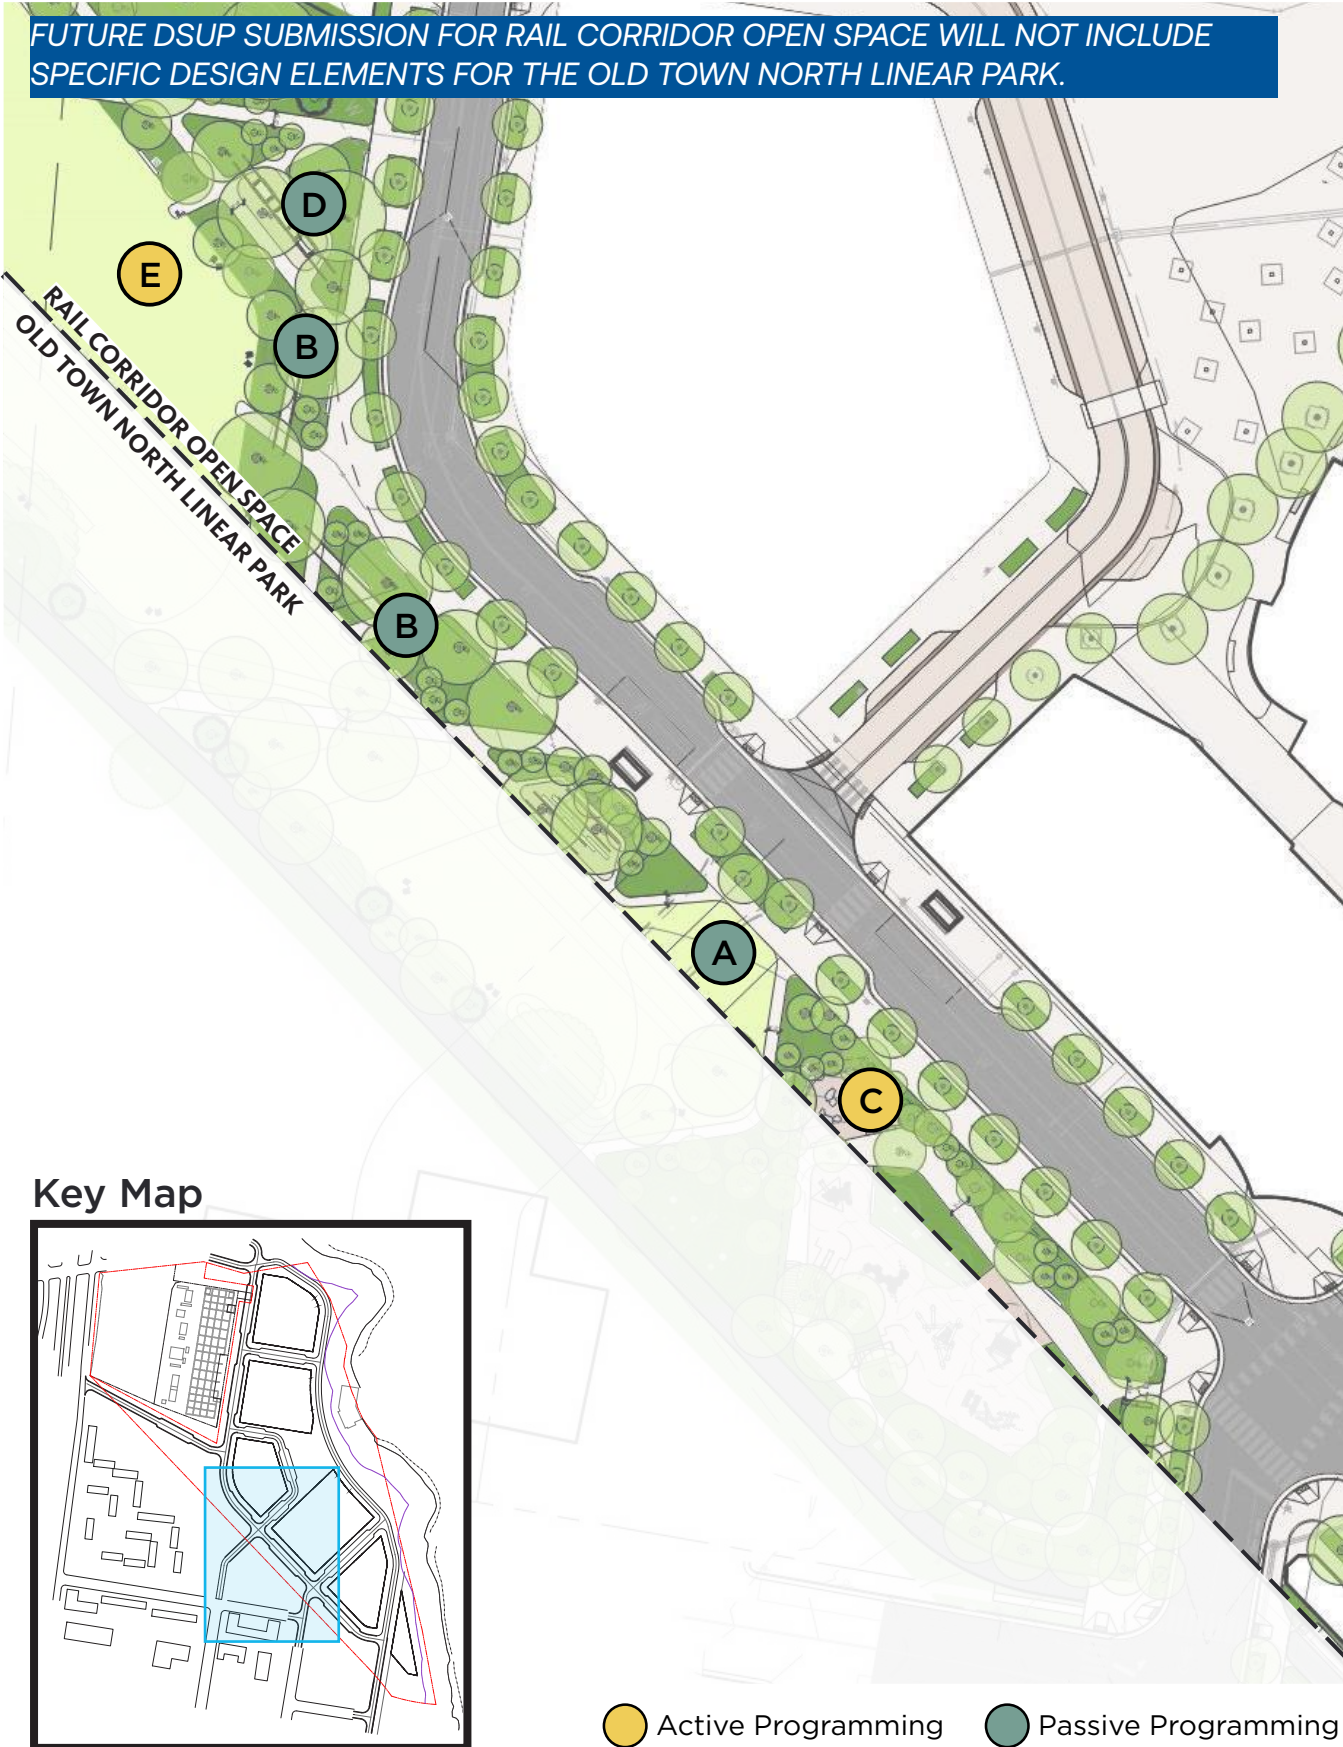 FUTURE DSUP SUBMISSION FOR RAIL CORRIDOR OPEN SPACE WILL NOT INCLUDE
SPECIFIC DESIGN ELEMENTS FOR THE OLD TOWN NORTH LINEAR PARK.
D
E
B
RAIL CORRIDOR OPEN SPACE
OLD TOWN NORTH LINEAR PARK
B
A
C
Key Map
Active Programming
Passive Programming